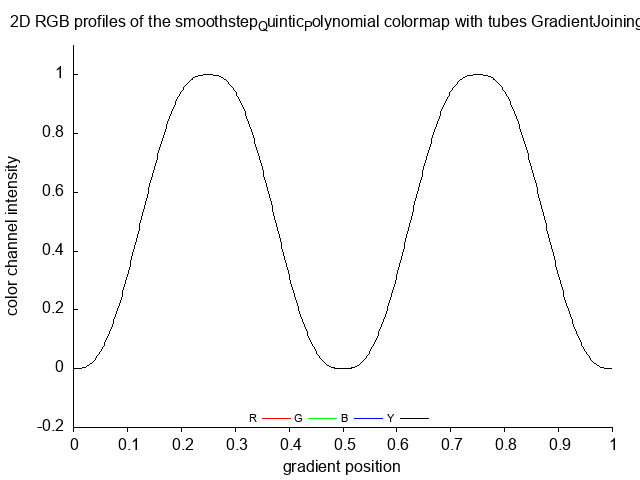 2D RGB profiles of the smoothstepQuinticPolynomial colormap with tubes GradientJoining
color channel intensity
1
0.8
0.6
0.4
0.2
0
-0.2
R G B Y
0 0.1 0.2 0.3 0.4 0.5 0.6 0.7 0.8 0.9 1
gradient position